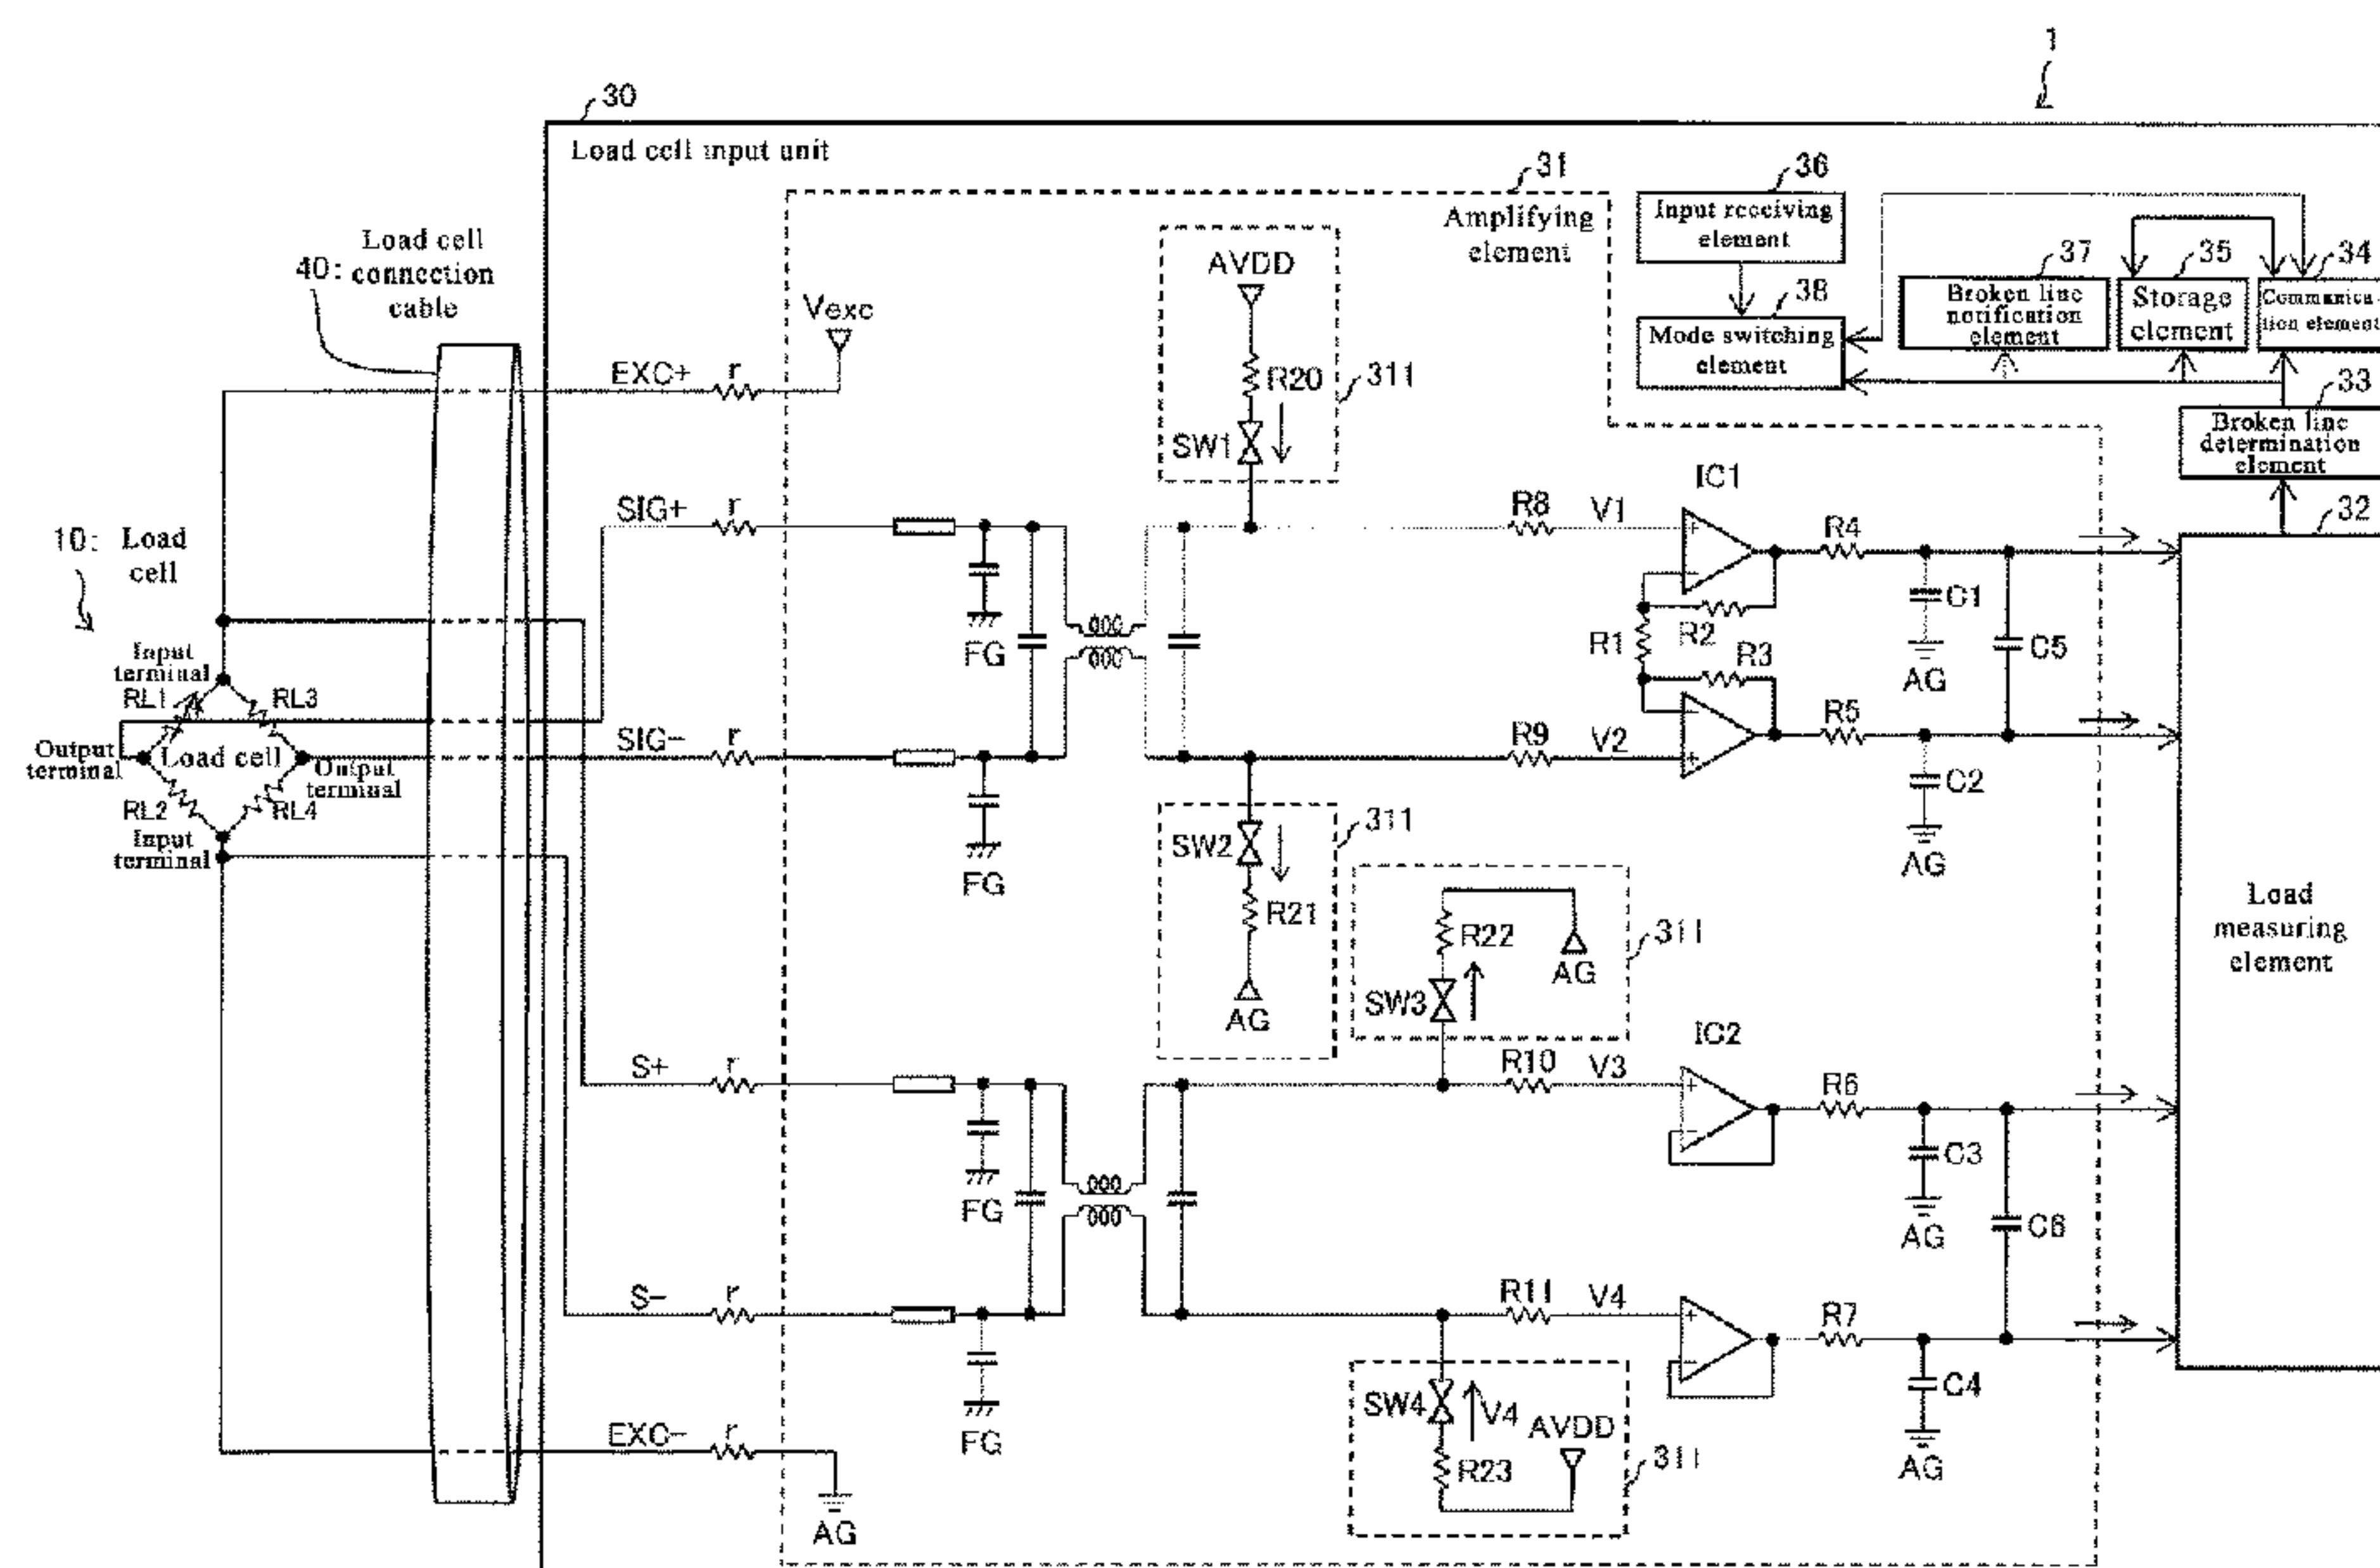 1
30
Load cell input unit
31
Amplifying
element
36
Input receiving
element
38
Mode switching
element
37
Broken line
notification
element
35
Storage
element
34
Communica-
tion element
33
Broken line
determination
element
32
Load
measuring
element
Load cell
40: connection
cable
10: Load
cell
Input
terminal
RL1
RL3
Output
terminal
Load cell
Output
terminal
RL2
RL4
Input
terminal
EXC+
r
Vexc
SIG+
r
SIG-
r
S+
r
S-
r
EXC-
r
AG
FG
FG
FG
FG
AVDD
R20
SW1
311
SW2
R21
AG
311
R22
AG
SW3
311
SW4
V4
AVDD
R23
311
R8
V1
IC1
R9
V2
R1
R2
R3
R4
R5
C1
AG
C2
AG
C5
R10
V3
IC2
R11
V4
R6
R7
C3
AG
C4
AG
C6